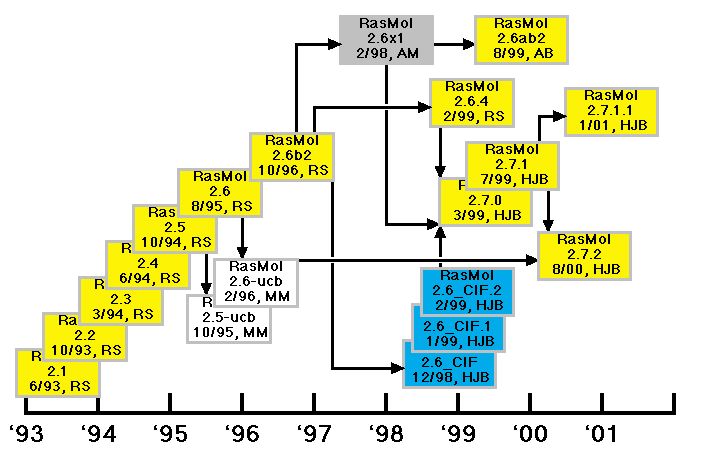 RasMol
2.6x1
2/98, AM
RasMol
2.6ab2
8/99, AB
RasMol
2.6.4
2/99, RS
RasMol
2.7.1.1
1/01, HJB
RasMol
2.6b2
10/96, RS
RasMol
2.7.1
7/99, HJB
RasMol
2.6
8/95, RS
R
2.7.0
3/99, HJB
RasMol
2.5
10/94, RS
RasMol
2.7.2
8/00, HJB
Ras
2.4
6/94, RS
RasMol
2.6-ucb
2/96, MM
RasMol
2.6_CIF.2
2/99, HJB
Ras
2.3
3/94, RS
R
2.5-ucb
10/95, MM
2.6_CIF.1
1/99, HJB
Ra
2.2
10/93, RS
2.6_CIF
12/98, HJB
R
2.1
6/93, RS
‘93 ‘94 ‘95 ‘96 ‘97 ‘98 ‘99 ‘00 ‘01